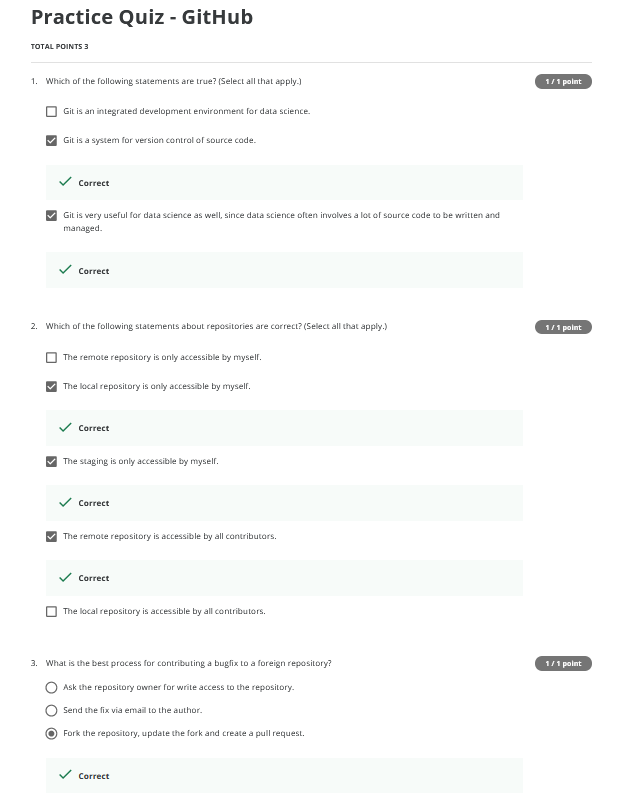 Practice Quiz - GitHub
TOTAL POINTS 3
1. Which of the following statements are true? (Select all that apply.)
1 / 1 point
Git is an integrated development environment for data science.
Git is a system for version control of source code.
Correct
Git is very useful for data science as well, since data science often involves a lot of source code to be written and
managed.
Correct
2. Which of the following statements about repositories are correct? (Select all that apply.)
1 / 1 point
The remote repository is only accessible by myself.
The local repository is only accessible by myself.
Correct
The staging is only accessible by myself.
Correct
The remote repository is accessible by all contributors.
Correct
The local repository is accessible by all contributors.
3. What is the best process for contributing a bugfix to a foreign repository?
1 / 1 point
Ask the repository owner for write access to the repository.
Send the fix via email to the author.
Fork the repository, update the fork and create a pull request.
Correct